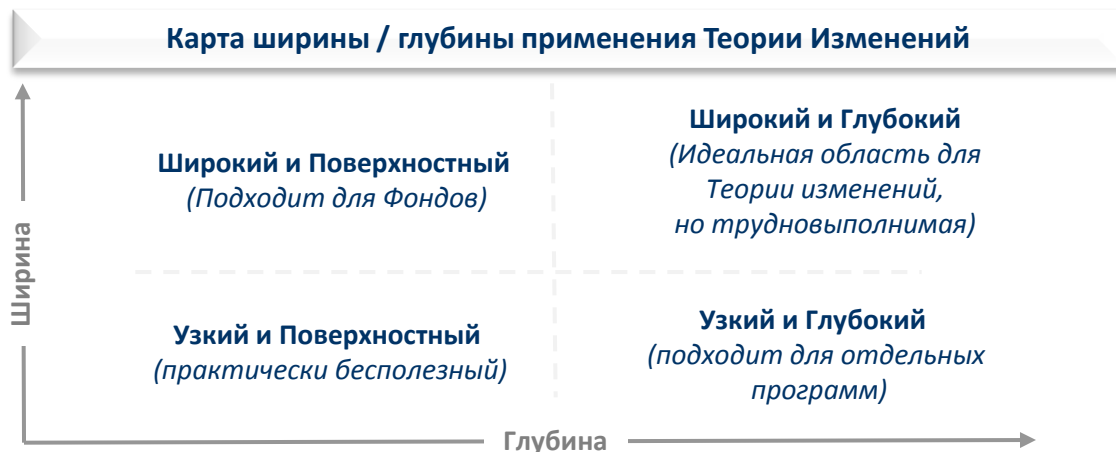 Карта ширины / глубины применения Теории Изменений
Широкий и Поверхностный
(Подходит для Фондов)
Широкий и Глубокий
(Идеальная область для
Теории изменений,
но трудновыполнимая)
Ширина
Узкий и Поверхностный
(практически бесполезный)
Узкий и Глубокий
(подходит для отдельных
программ)
Глубина